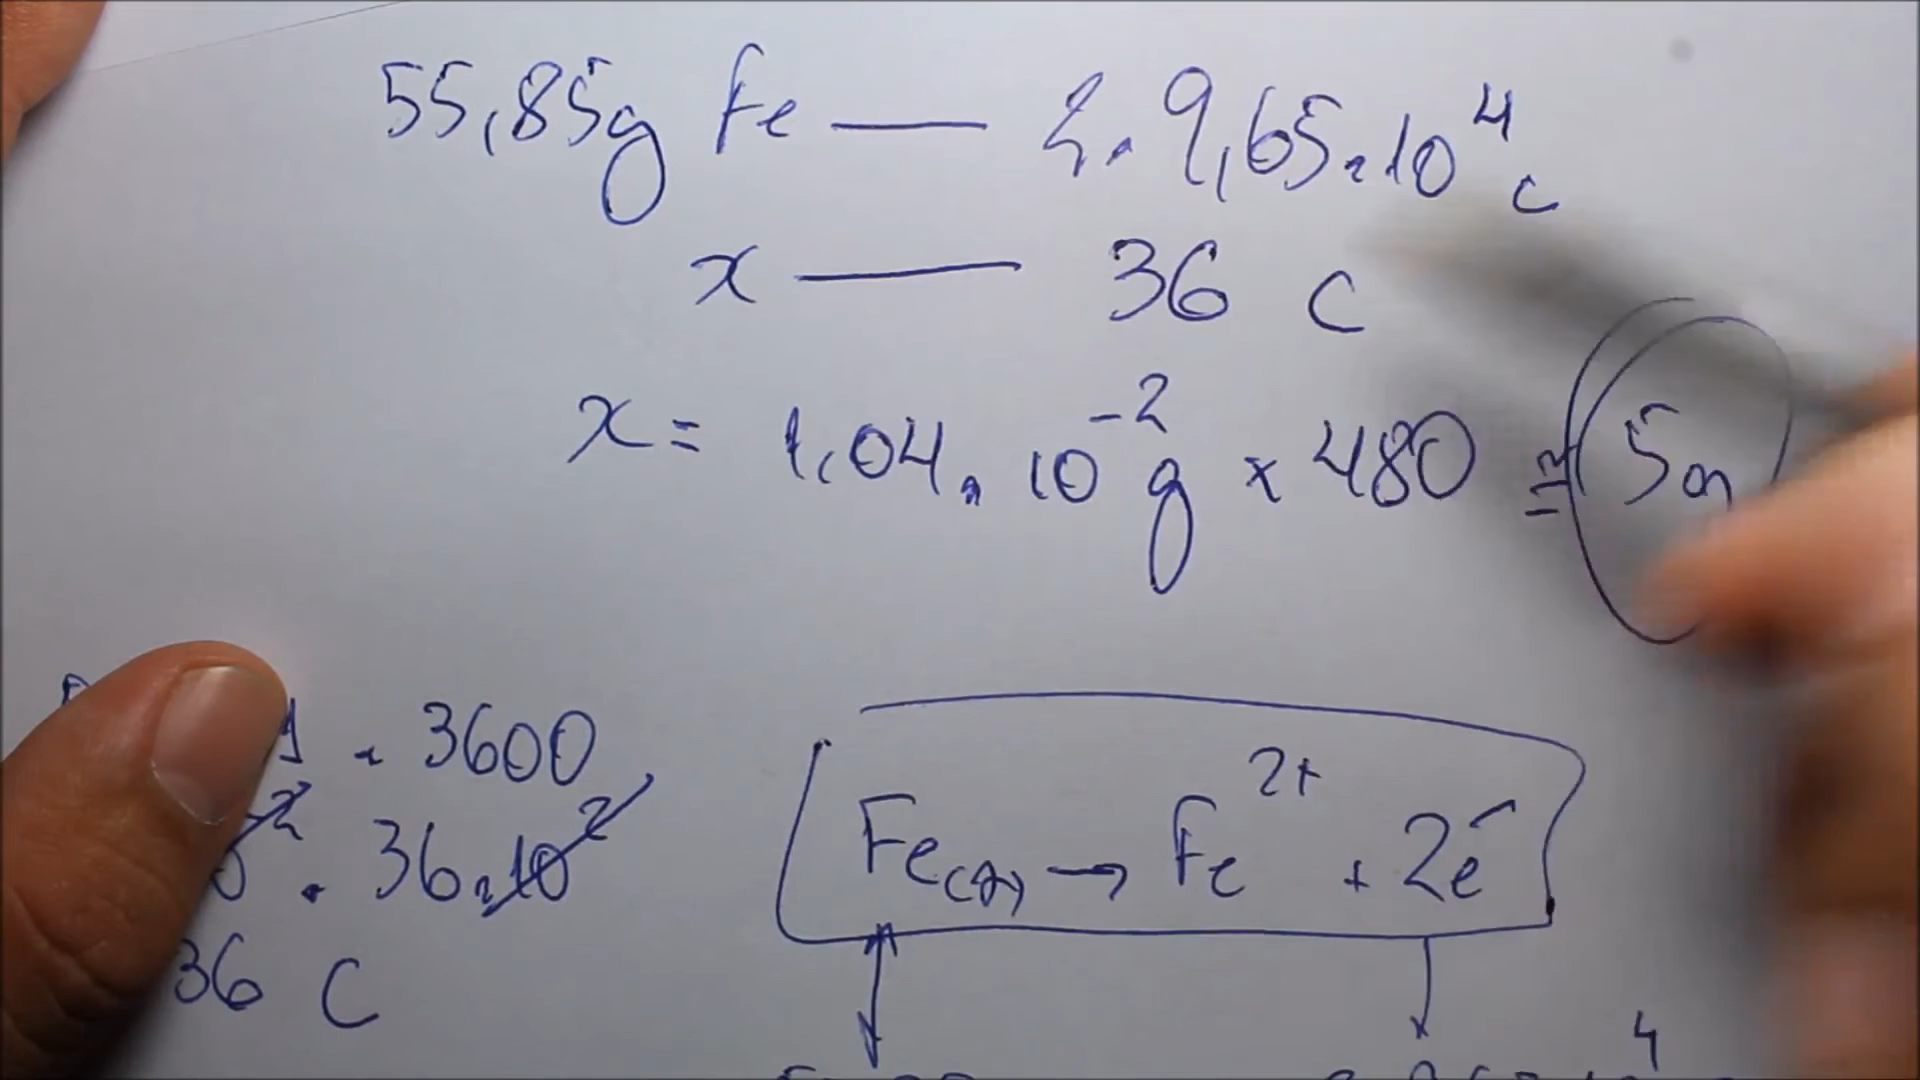 55,85g Fe — 2.9,65.10⁴ C
x — 36 C
x = 1,04.10⁻² g x 480 ≅ 5g
. 3600
. 36.10²
36 C
Fe(s) → Fe²⁺ + 2e⁻
4